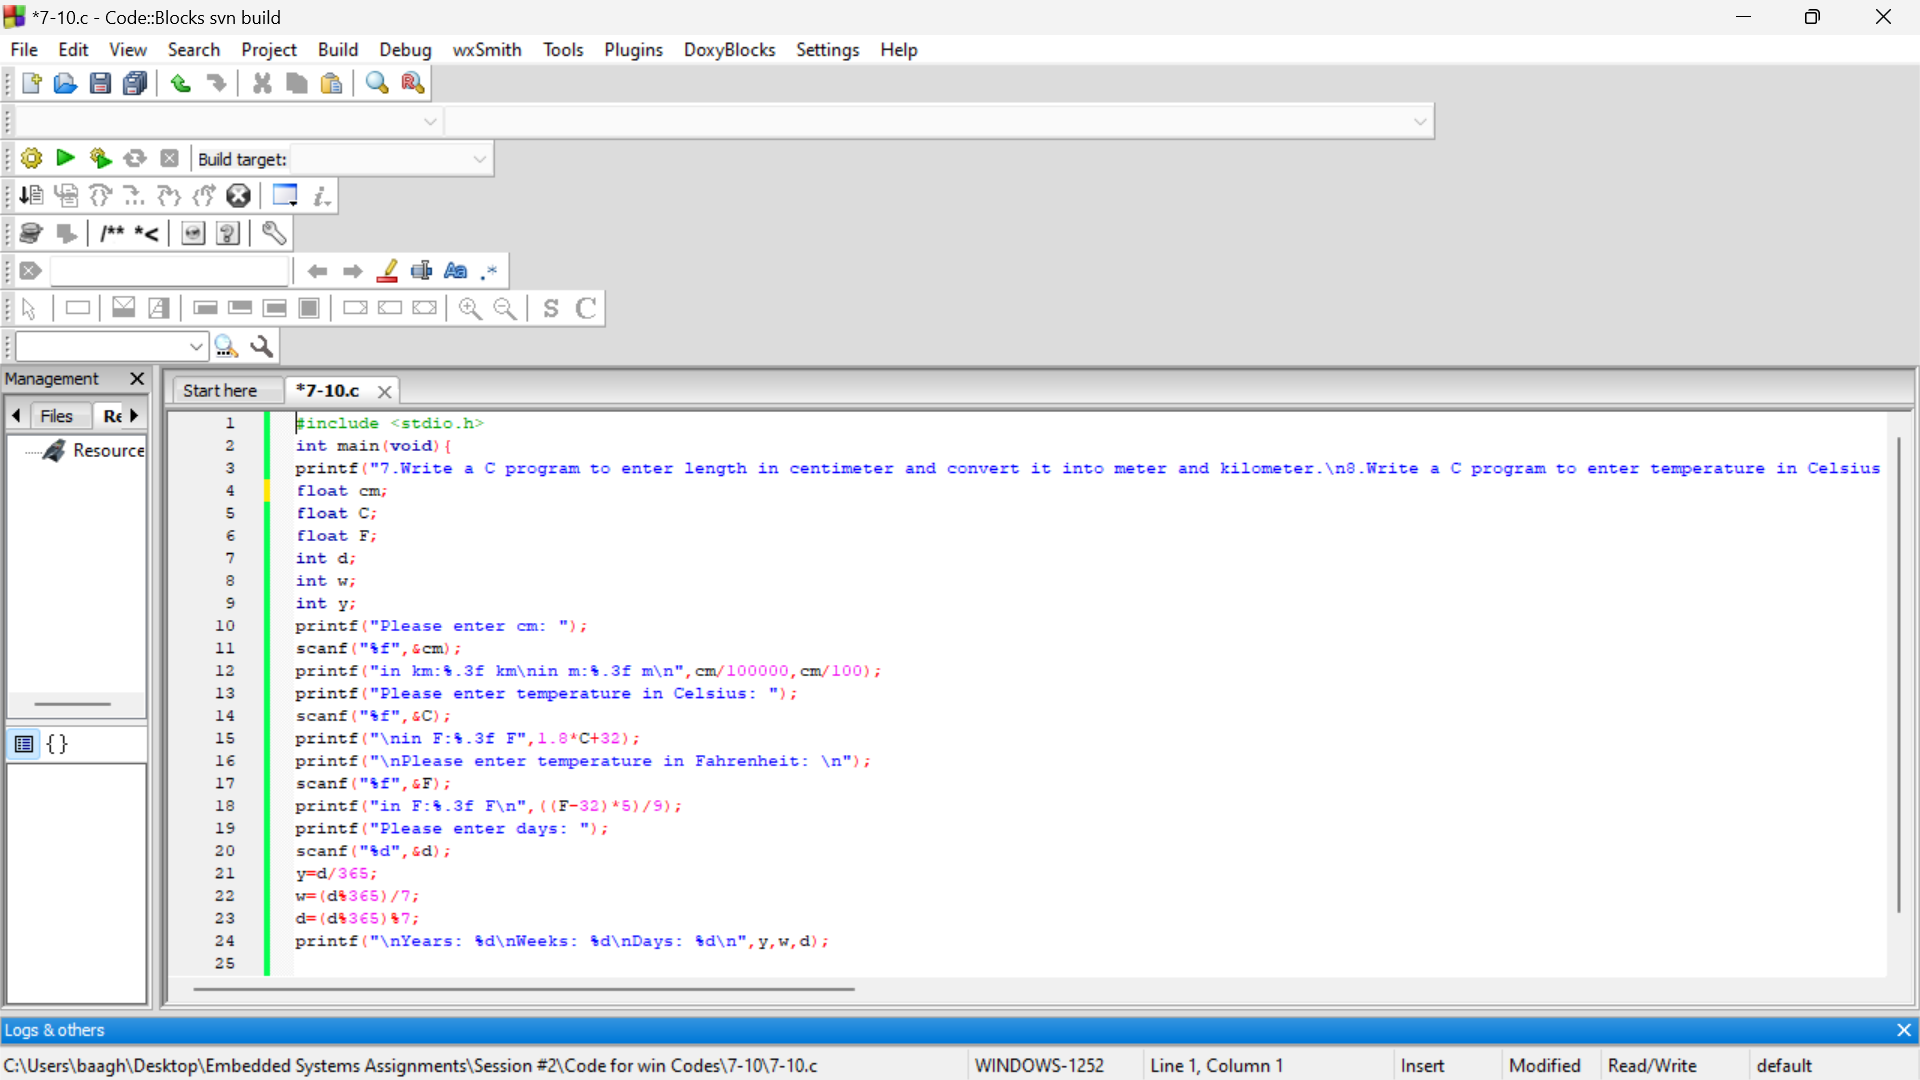 *7-10.c - Code::Blocks svn build
File Edit View Search Project Build Debug wxSmith Tools Plugins DoxyBlocks Settings Help
Build target:
/** *<
Aa .*
S C
Management
Start here *7-10.c
Files Re
Resource
{}
1 #include <stdio.h>
2 int main(void){
3 printf("7.Write a C program to enter length in centimeter and convert it into meter and kilometer.\n8.Write a C program to enter temperature in Celsius
4 float cm;
5 float C;
6 float F;
7 int d;
8 int w;
9 int y;
10 printf("Please enter cm: ");
11 scanf("%f",&cm);
12 printf("in km:%.3f km\nin m:%.3f m\n",cm/100000,cm/100);
13 printf("Please enter temperature in Celsius: ");
14 scanf("%f",&C);
15 printf("\nin F:%.3f F",1.8*C+32);
16 printf("\nPlease enter temperature in Fahrenheit: \n");
17 scanf("%f",&F);
18 printf("in F:%.3f F\n",((F-32)*5)/9);
19 printf("Please enter days: ");
20 scanf("%d",&d);
21 y=d/365;
22 w=(d%365)/7;
23 d=(d%365)%7;
24 printf("\nYears: %d\nWeeks: %d\nDays: %d\n",y,w,d);
25
Logs & others
C:\Users\baagh\Desktop\Embedded Systems Assignments\Session #2\Code for win Codes\7-10\7-10.c WINDOWS-1252 Line 1, Column 1 Insert Modified Read/Write default